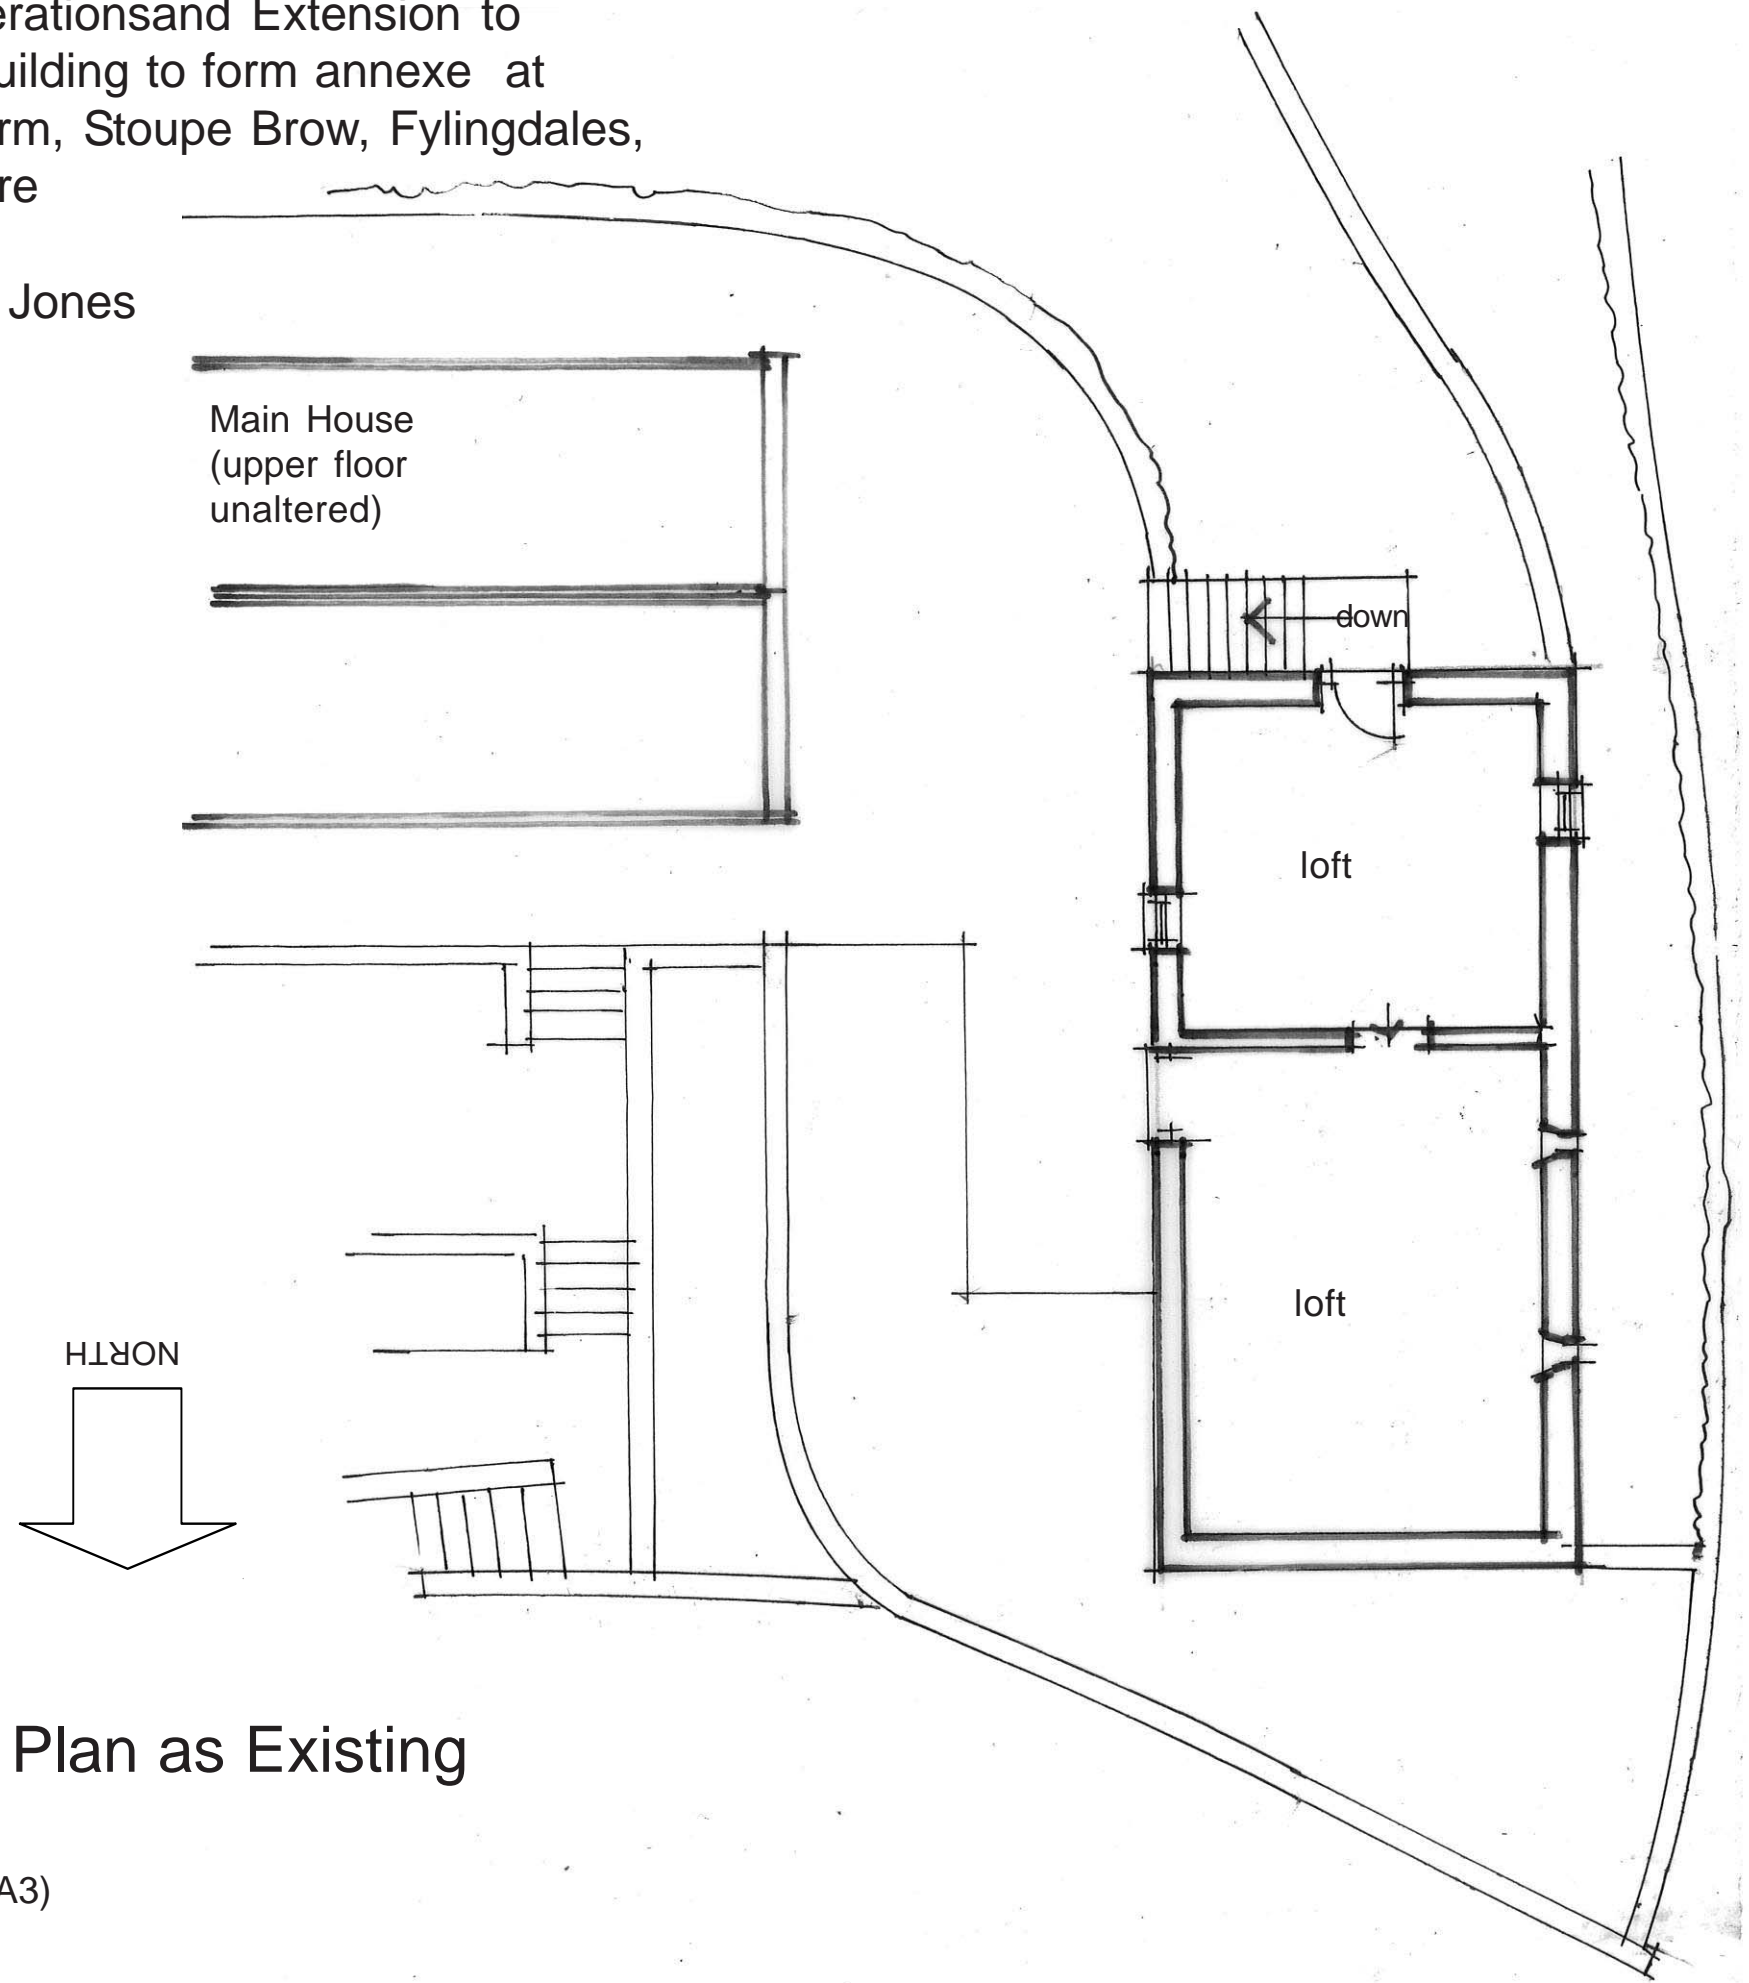 erationsand Extension to
uilding to form annexe at
rm, Stoupe Brow, Fylingdales,
re
Jones
Main House
(upper floor
unaltered)
down
loft
loft
NORTH
Plan as Existing
A3)